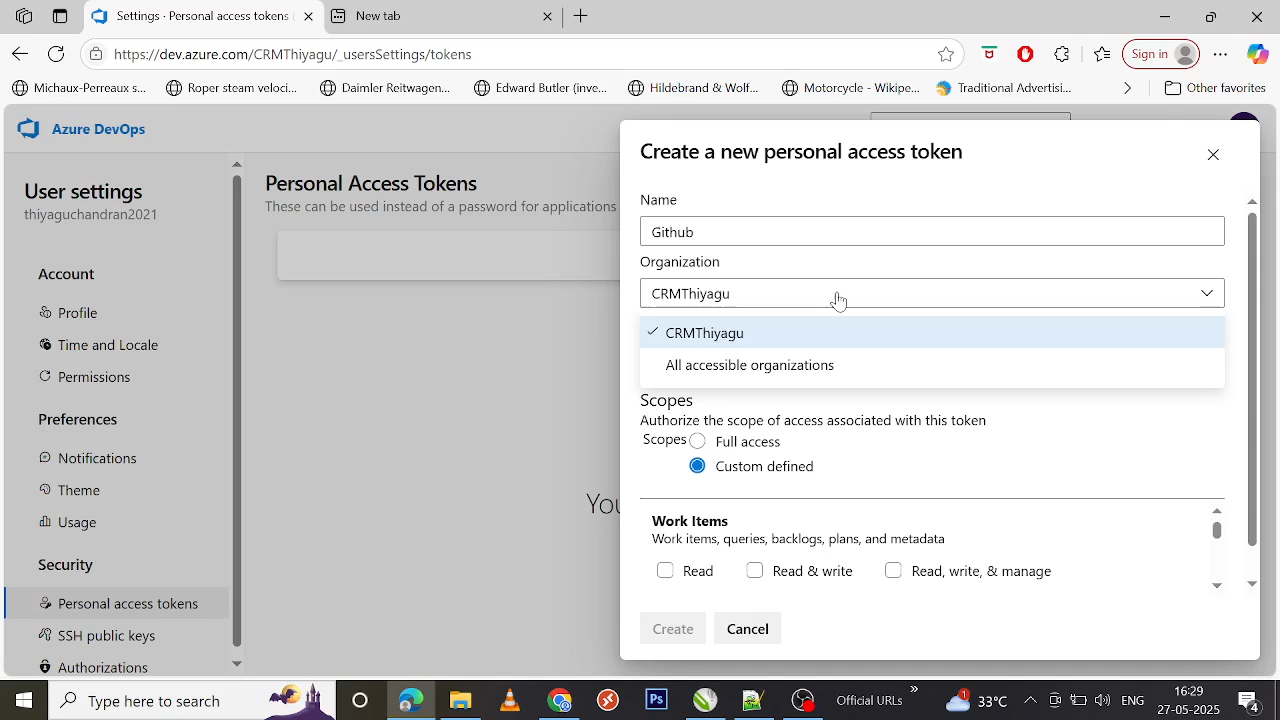 Settings - Personal access tokens
New tab
https://dev.azure.com/CRMThiyagu/_usersSettings/tokens
Sign in
Michaux-Perreaux s...
Roper steam veloci...
Daimler Reitwagen...
Edward Butler (inve...
Hildebrand & Wolf...
Motorcycle - Wikipe...
Traditional Advertisi...
Other favorites
Azure DevOps
User settings
thiyaguchandran2021
Account
Profile
Time and Locale
Permissions
Preferences
Notifications
Theme
Usage
Security
Personal access tokens
SSH public keys
Authorizations
Personal Access Tokens
These can be used instead of a password for applications
You
Create a new personal access token
Name
Github
Organization
CRMThiyagu
CRMThiyagu
All accessible organizations
Scopes
Authorize the scope of access associated with this token
Scopes
Full access
Custom defined
Work Items
Work items, queries, backlogs, plans, and metadata
Read
Read & write
Read, write, & manage
Create
Cancel
Type here to search
Ps
Official URLs
1
33°C
ENG
16:29
27-05-2025
4